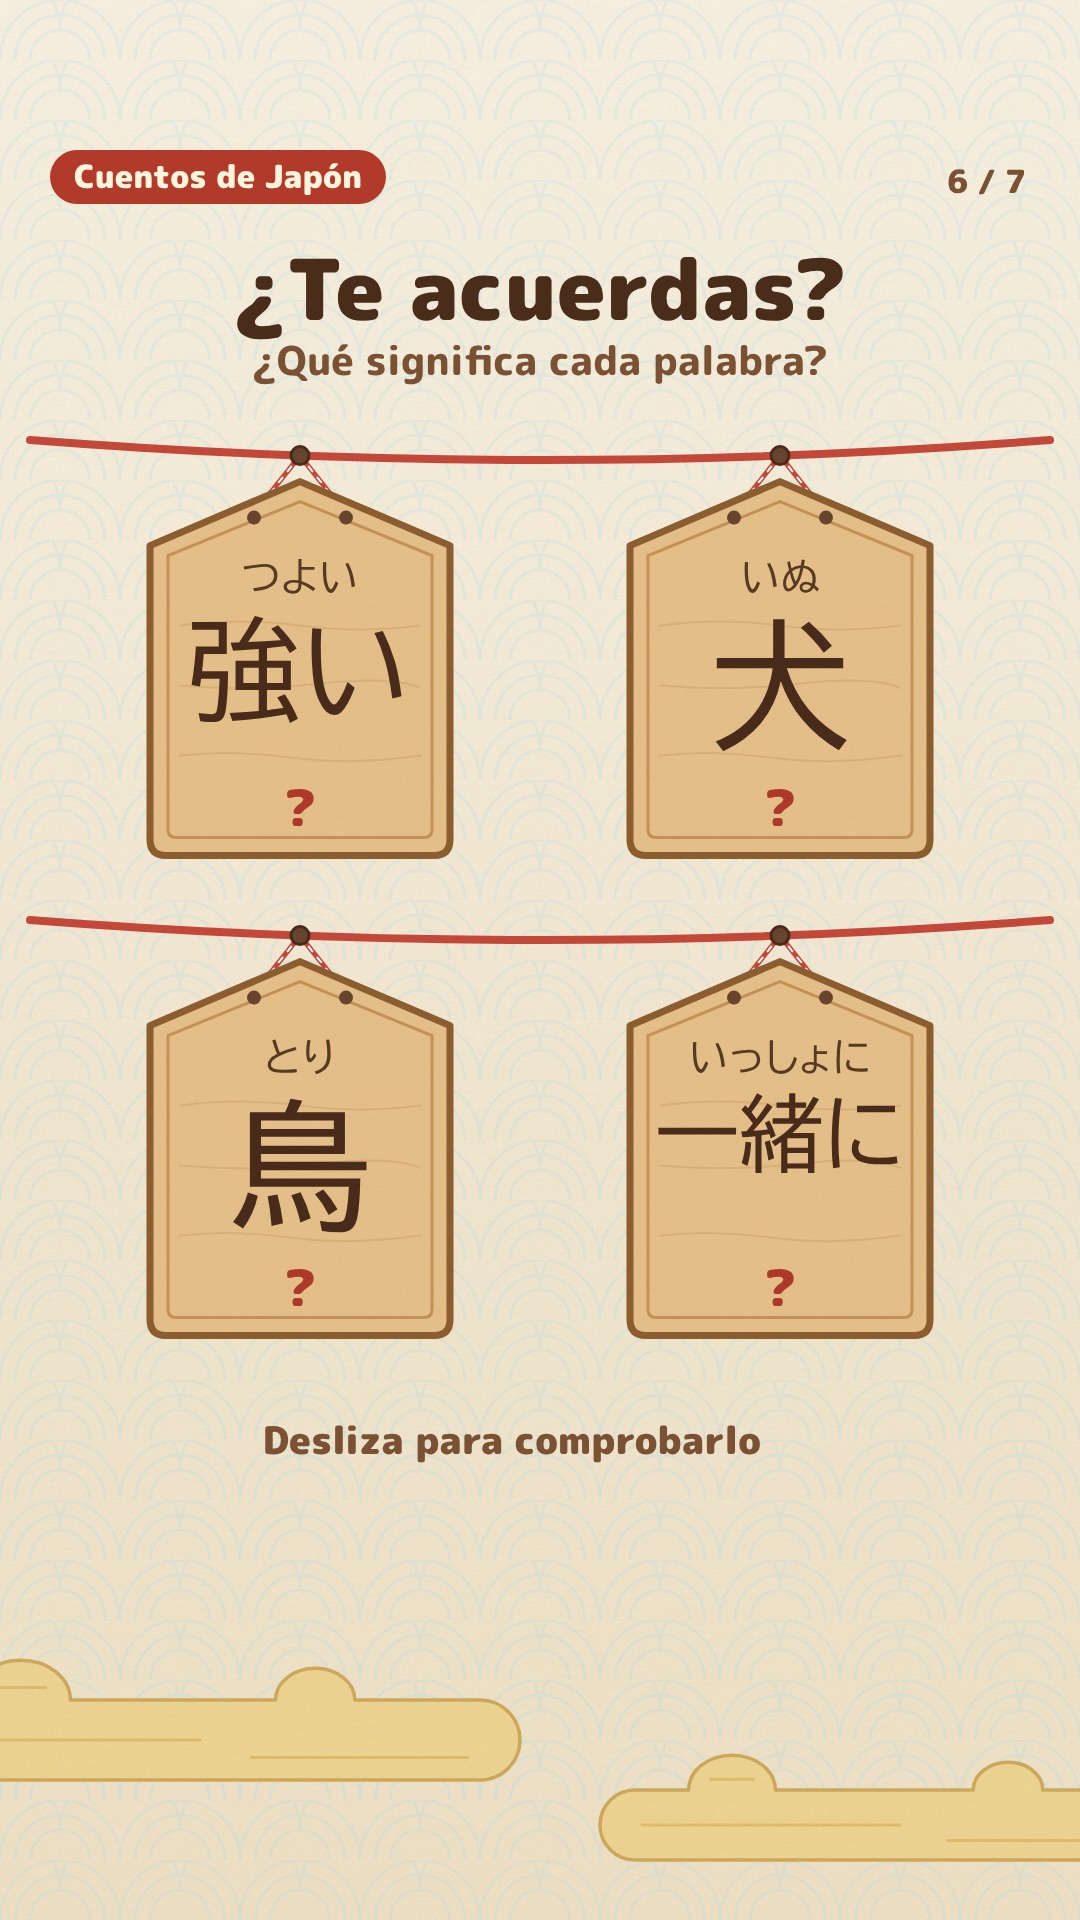 Cuentos de Japón
6 / 7
¿Te acuerdas?
¿Qué significa cada palabra?
つよい
強い
?
いぬ
犬
?
とり
鳥
?
いっしょに
一緒に
?
Desliza para comprobarlo